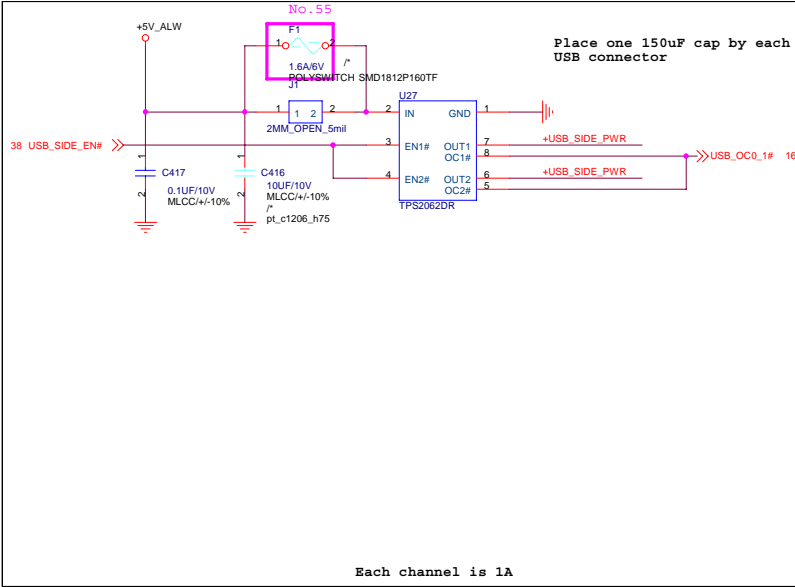 No.55
+5V_ALW
F1
1
2
1.6A/6V
/*
POLYSWITCH SMD1812P160TF
J1
1
1 2
2
2MM_OPEN_5mil
Place one 150uF cap by each
USB connector
U27
2
IN
GND
1
38 USB_SIDE_EN#
3
EN1#
OUT1
7
+USB_SIDE_PWR
OC1#
8
USB_OC0_1# 16
4
EN2#
OUT2
6
+USB_SIDE_PWR
OC2#
5
TPS2062DR
1
C417
0.1UF/10V
MLCC/+/-10%
2
1
C416
10UF/10V
MLCC/+/-10%
/*
pt_c1206_h75
2
Each channel is 1A